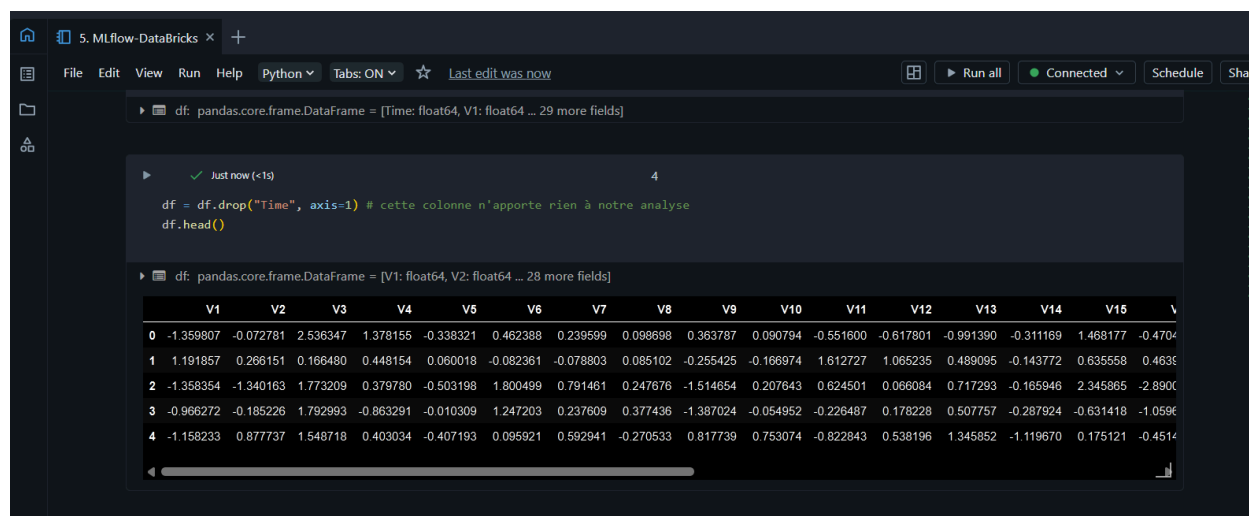 5. MLflow-DataBricks × +
File Edit View Run Help Python Tabs: ON Last edit was now Run all Connected Schedule Sha
df: pandas.core.frame.DataFrame = [Time: float64, V1: float64 ... 29 more fields]
Just now (<1s) 4
df = df.drop("Time", axis=1) # cette colonne n'apporte rien à notre analyse
df.head()
df: pandas.core.frame.DataFrame = [V1: float64, V2: float64 ... 28 more fields]
V1 V2 V3 V4 V5 V6 V7 V8 V9 V10 V11 V12 V13 V14 V15
0 -1.359807 -0.072781 2.536347 1.378155 -0.338321 0.462388 0.239599 0.098698 0.363787 0.090794 -0.551600 -0.617801 -0.991390 -0.311169 1.468177 -0.4704
1 1.191857 0.266151 0.166480 0.448154 0.060018 -0.082361 -0.078803 0.085102 -0.255425 -0.166974 1.612727 1.065235 0.489095 -0.143772 0.635558 0.4639
2 -1.358354 -1.340163 1.773209 0.379780 -0.503198 1.800499 0.791461 0.247676 -1.514654 0.207643 0.624501 0.066084 0.717293 -0.165946 2.345865 -2.8900
3 -0.966272 -0.185226 1.792993 -0.863291 -0.010309 1.247203 0.237609 0.377436 -1.387024 -0.054952 -0.226487 0.178228 0.507757 -0.287924 -0.631418 -1.0596
4 -1.158233 0.877737 1.548718 0.403034 -0.407193 0.095921 0.592941 -0.270533 0.817739 0.753074 -0.822843 0.538196 1.345852 -1.119670 0.175121 -0.4514